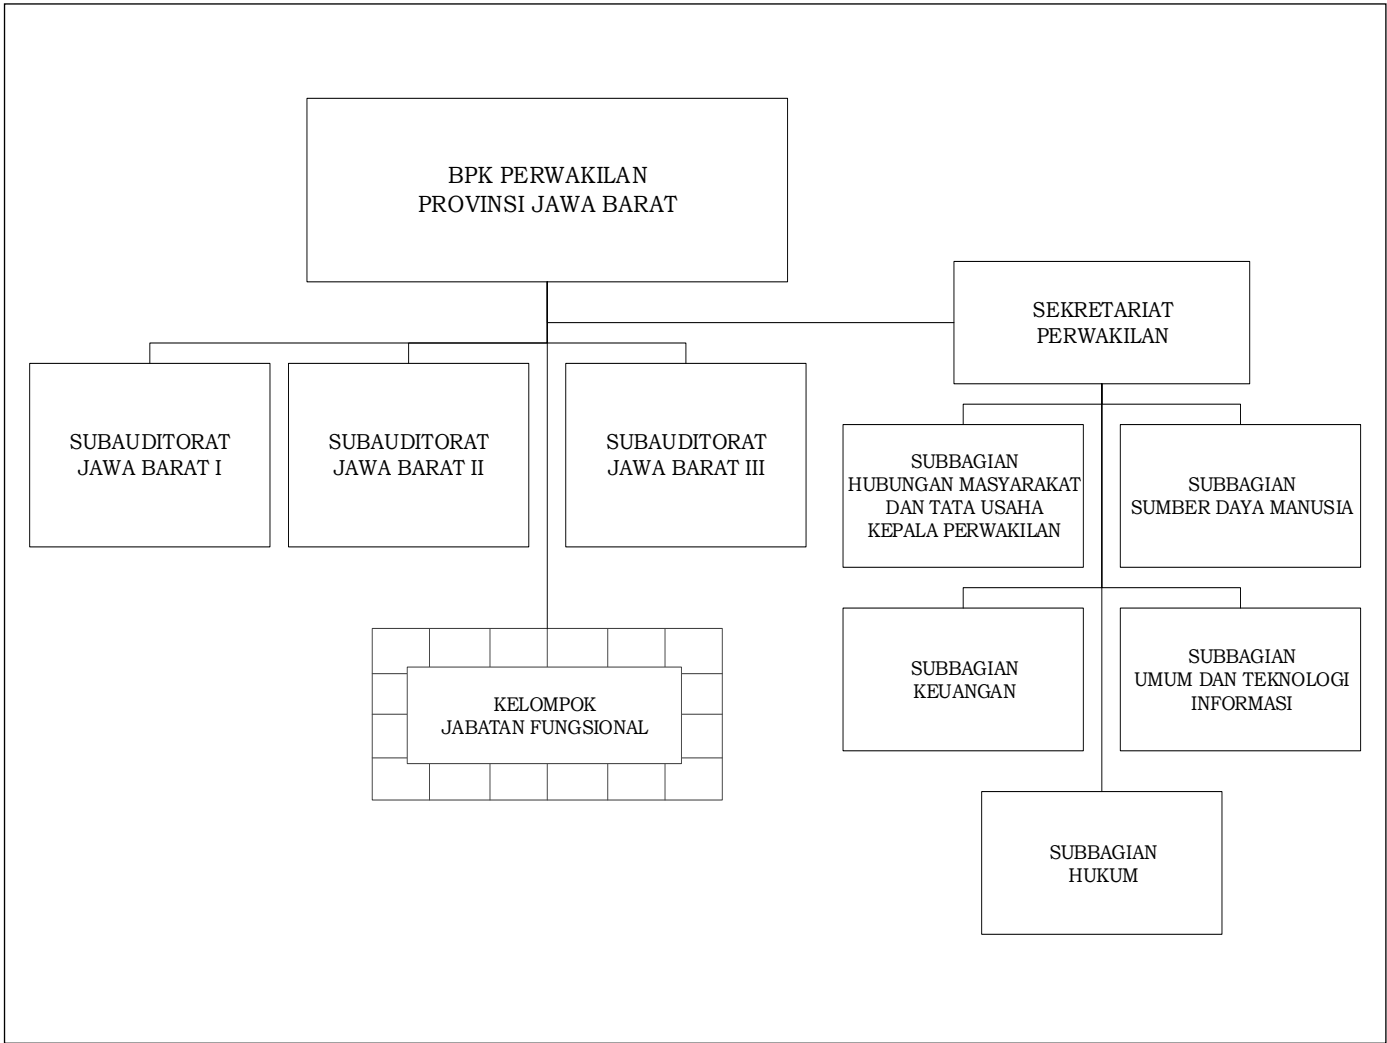 BPK PERWAKILAN
PROVINSI JAWA BARAT
SEKRETARIAT
PERWAKILAN
SUBAUDITORAT
JAWA BARAT I
SUBAUDITORAT
JAWA BARAT II
SUBAUDITORAT
JAWA BARAT III
SUBBAGIAN
HUBUNGAN MASYARAKAT
DAN TATA USAHA
KEPALA PERWAKILAN
SUBBAGIAN
SUMBER DAYA MANUSIA
KELOMPOK
JABATAN FUNGSIONAL
SUBBAGIAN
KEUANGAN
SUBBAGIAN
UMUM DAN TEKNOLOGI
INFORMASI
SUBBAGIAN
HUKUM